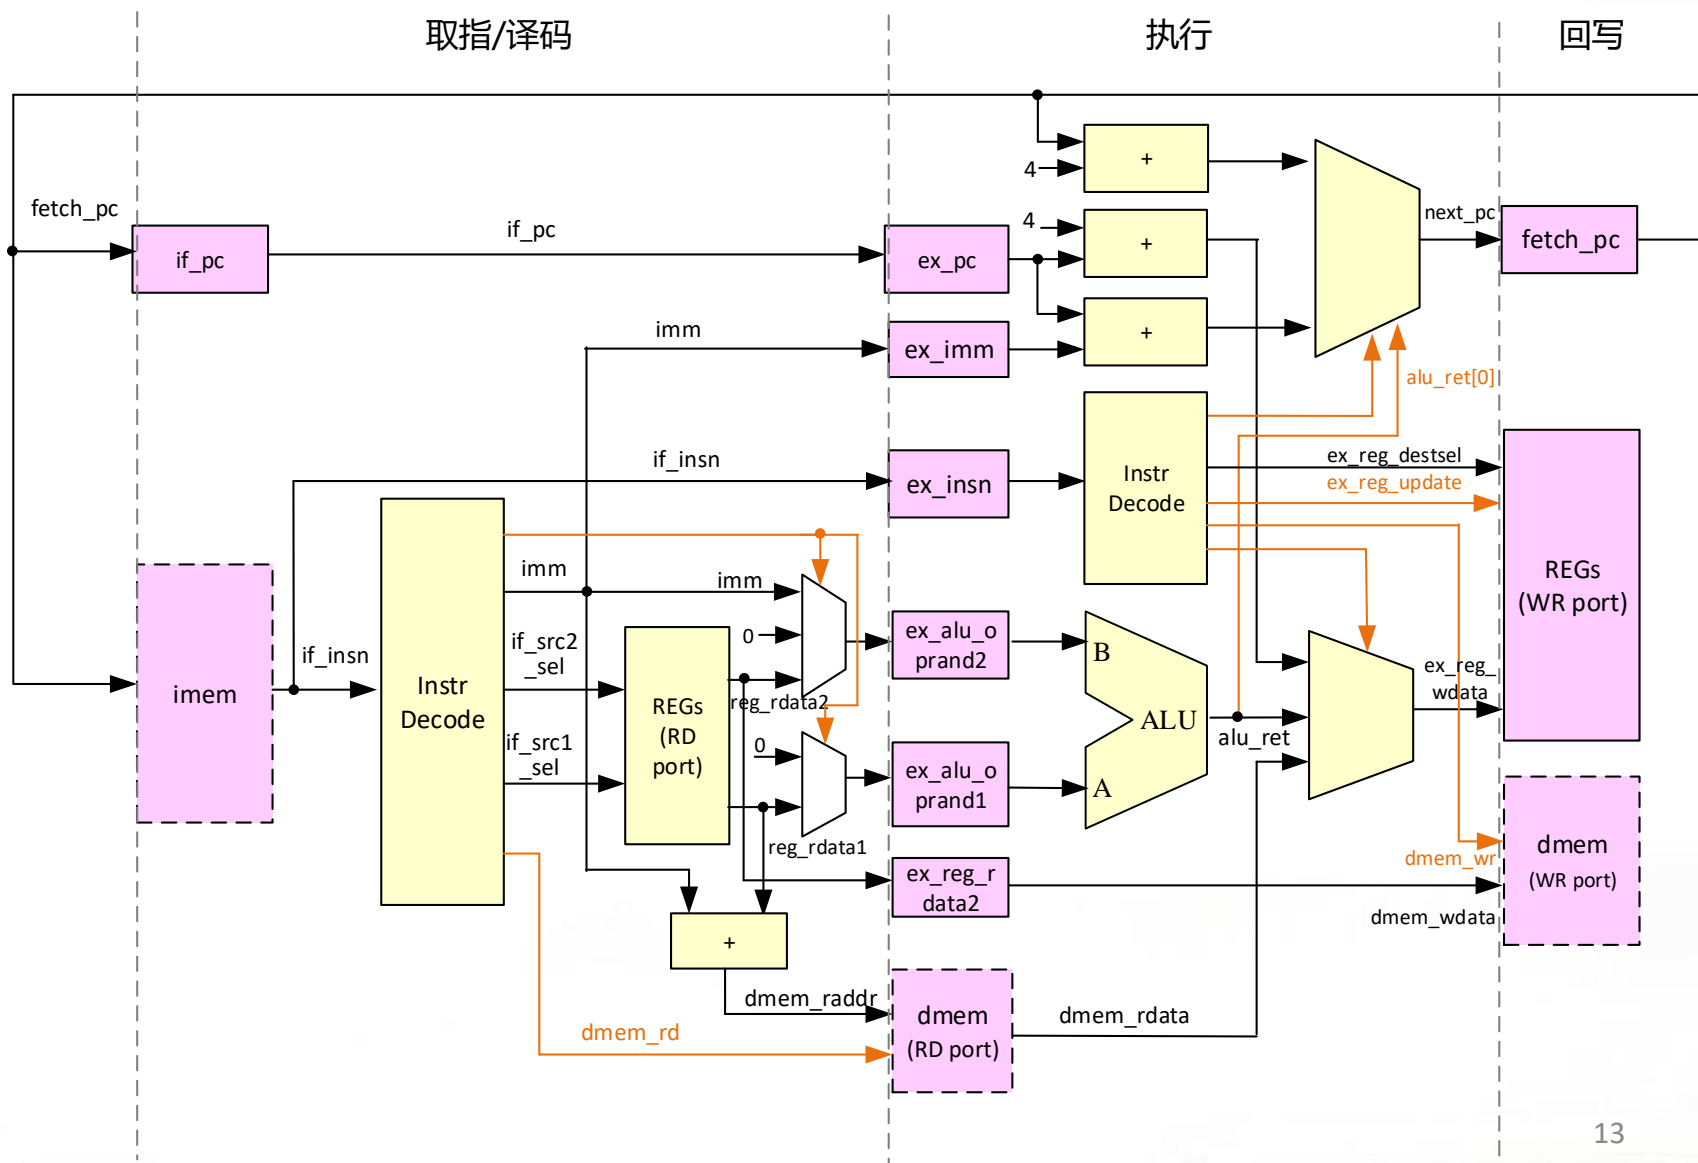 取指/译码
执行
回写
fetch_pc
if_pc
if_pc
ex_pc
4
+
4
+
+
next_pc
fetch_pc
imm
ex_imm
alu_ret[0]
if_insn
ex_insn
Instr
Decode
ex_reg_destsel
ex_reg_update
REGs
(WR port)
imem
if_insn
Instr
Decode
imm
imm
0
if_src2
_sel
if_src1
_sel
REGs
(RD
port)
reg_rdata2
0
reg_rdata1
ex_alu_o
prand2
ex_alu_o
prand1
B
ALU
A
alu_ret
ex_reg_
wdata
ex_reg_r
data2
dmem_wr
dmem_wdata
dmem
(WR port)
+
dmem_raddr
dmem_rd
dmem
(RD port)
dmem_rdata
13